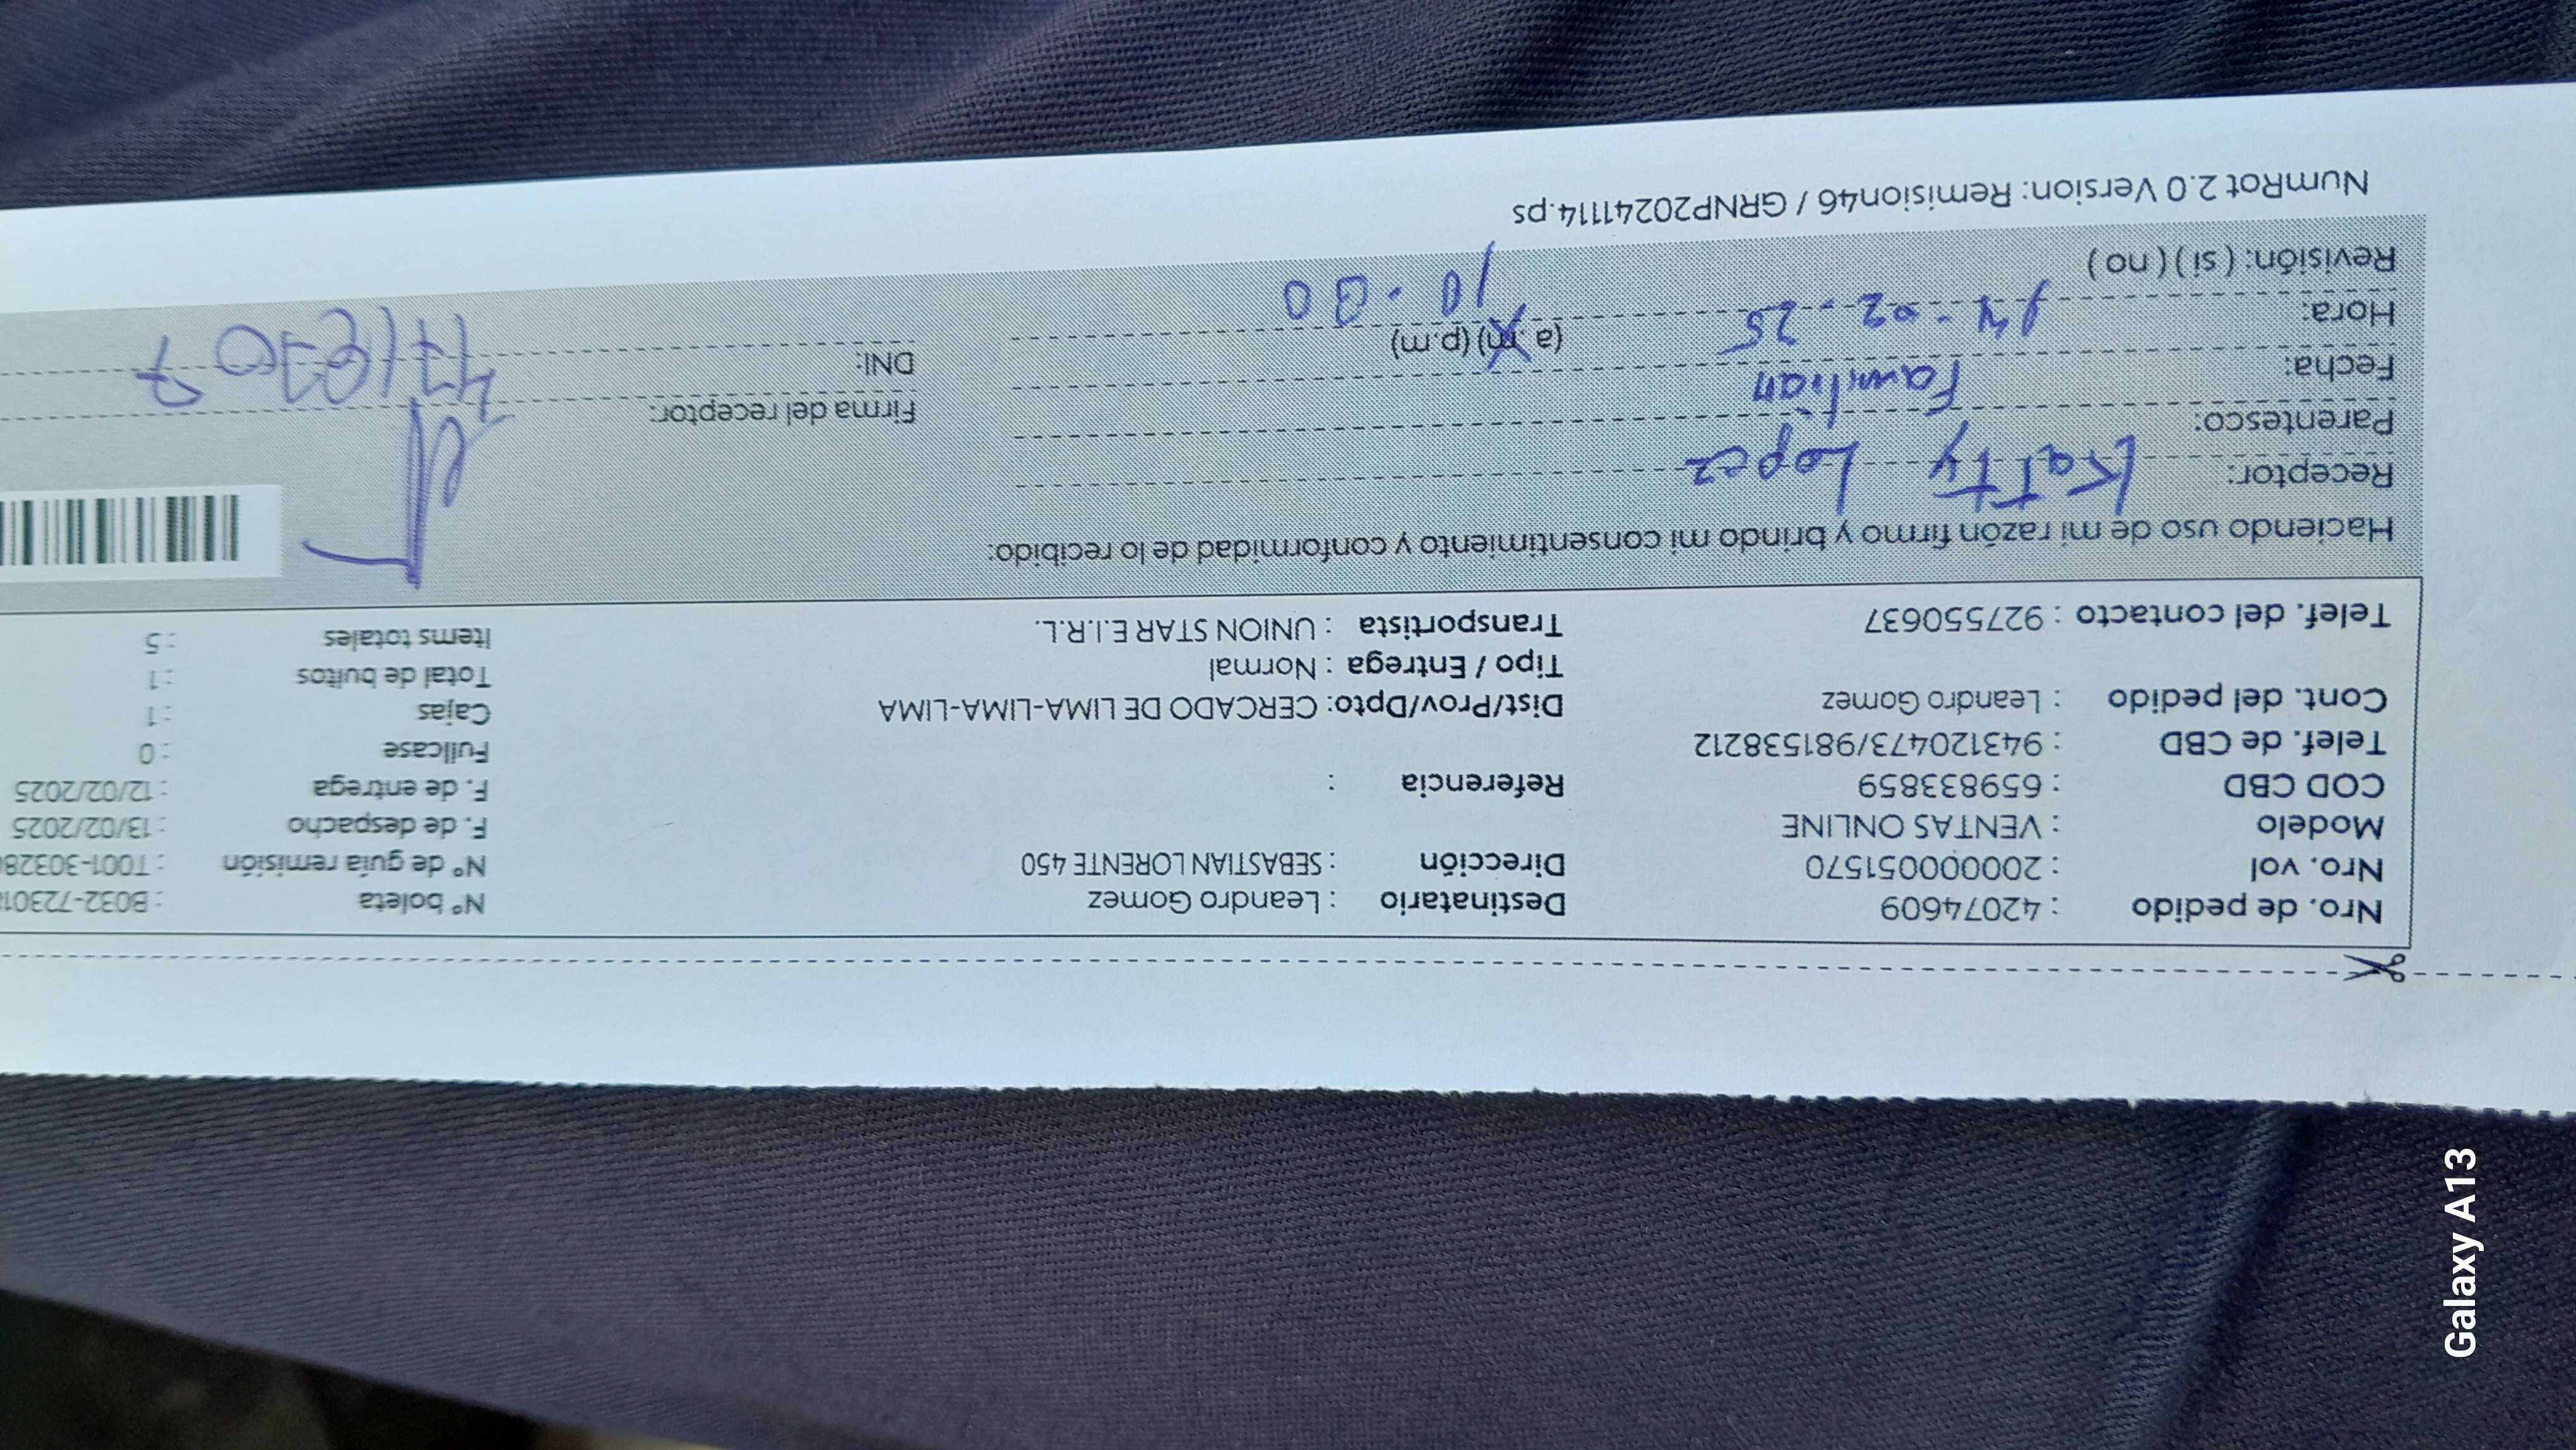 Nro. de pedido : 42074609 Destinatario : Leandro Gomez N° boleta : B032-72301
Nro. vol : 2000000051570 Dirección : SEBASTIAN LORENTE 450 N° de guía remisión : T001-30328
Modelo : VENTAS ONLINE F. de despacho : 13/02/2025
COD CBD : 659833859 Referencia : F. de entrega : 12/02/2025
Telef. de CBD : 943120473/981538212 Fullcase : 0
Cont. del pedido : Leandro Gomez Dist/Prov/Dpto: CERCADO DE LIMA-LIMA-LIMA Cajas : 1
Tipo / Entrega : Normal Total de bultos : 1
Telef. del contacto : 927550637 Transportista : UNION STAR E.I.R.L. Items totales : 5
Haciendo uso de mi razón firmo y brindo mi consentimiento y conformidad de lo recibido:
Receptor: Katty Lopez
Parentesco: Familiar Firma del receptor:
Fecha: 14-02-25 DNI:
Hora: 10.00 (a.m) (p.m)
Revisión: ( si ) ( no )
NumRot 2.0 Version: Remision46 / GRNP20241114.ps
Galaxy A13